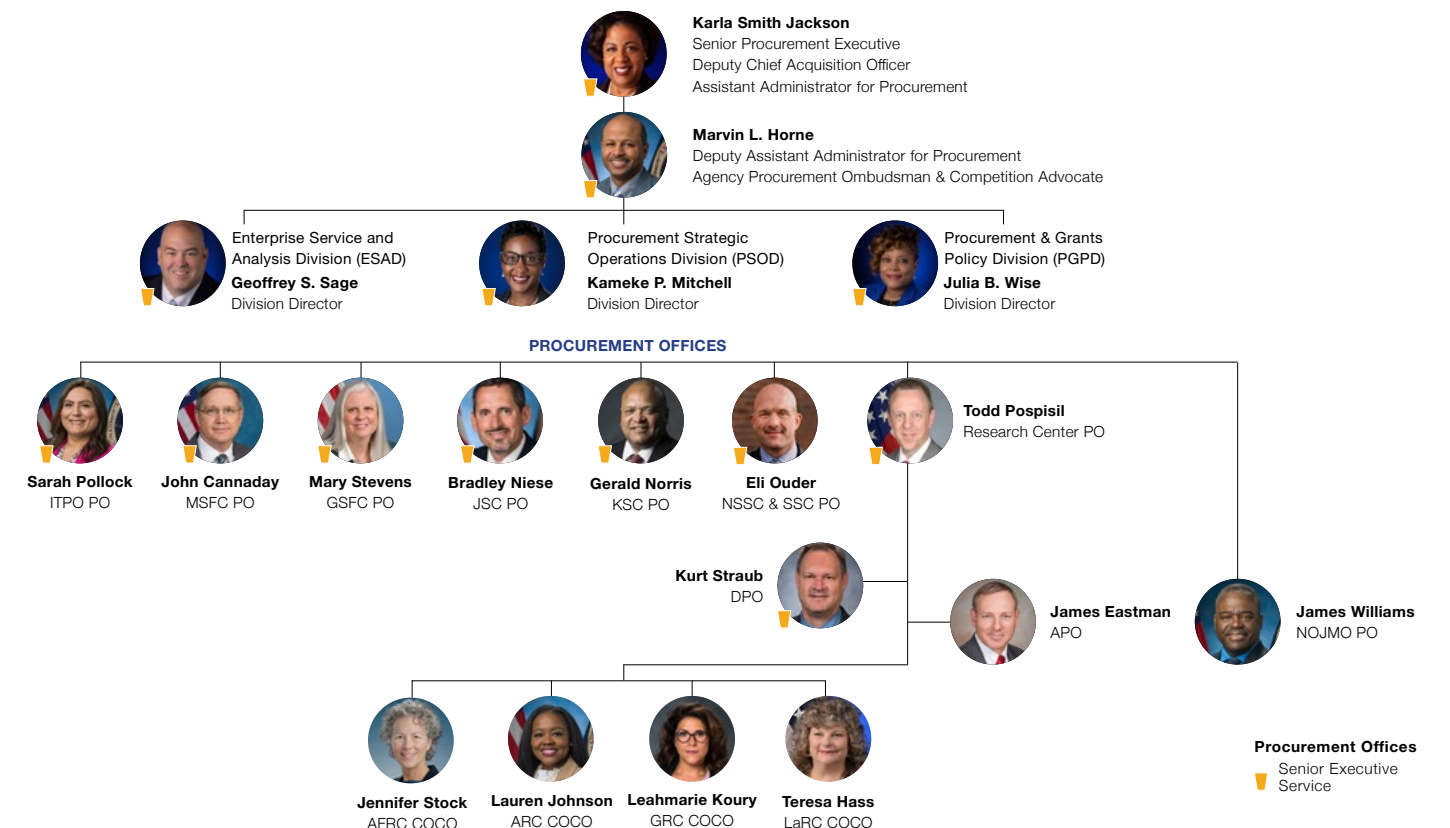 Karla Smith Jackson
Senior Procurement Executive
Deputy Chief Acquisition Officer
Assistant Administrator for Procurement
Marvin L. Horne
Deputy Assistant Administrator for Procurement
Agency Procurement Ombudsman & Competition Advocate
Enterprise Service and
Analysis Division (ESAD)
Geoffrey S. Sage
Division Director
Procurement Strategic
Operations Division (PSOD)
Kameke P. Mitchell
Division Director
Procurement & Grants
Policy Division (PGPD)
Julia B. Wise
Division Director
PROCUREMENT OFFICES
Sarah Pollock
ITPO PO
John Cannaday
MSFC PO
Mary Stevens
GSFC PO
Bradley Niese
JSC PO
Gerald Norris
KSC PO
Eli Ouder
NSSC & SSC PO
Todd Pospisil
Research Center PO
Kurt Straub
DPO
James Eastman
APO
James Williams
NOJMO PO
Jennifer Stock
AFRC COCO
Lauren Johnson
ARC COCO
Leahmarie Koury
GRC COCO
Teresa Hass
LaRC COCO
Procurement Offices
Senior Executive
Service